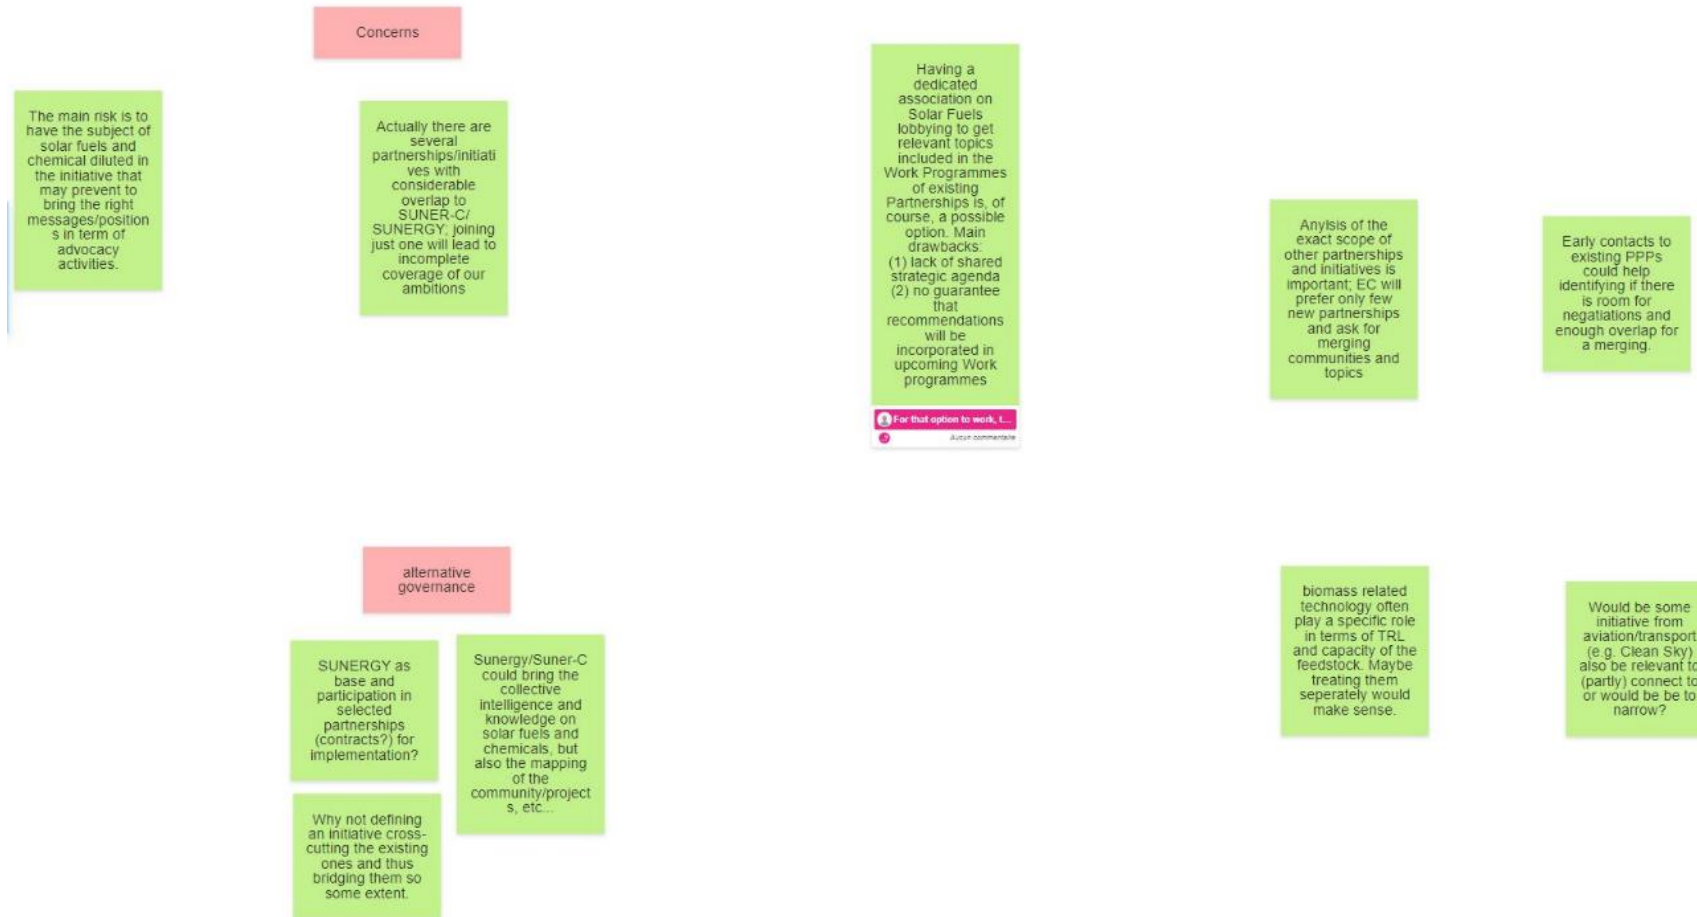 Concerns
The main risk is to
have the subject of
solar fuels and
chemical diluted in
the initiative that
may prevent to
bring the right
messages/position
s in term of
advocacy
activities.
Actually there are
several
partnerships/initiati
ves with
considerable
overlap to
SUNER-C/
SUNERGY; joining
just one will lead to
incomplete
coverage of our
ambitions
Having a
dedicated
association on
Solar Fuels
lobbying to get
relevant topics
included in the
Work Programmes
of existing
Partnerships is, of
course, a possible
option. Main
drawbacks:
(1) lack of shared
strategic agenda
(2) no guarantee
that
recommendations
will be
incorporated in
upcoming Work
programmes
For that option to work, t...
Aucun commentaire
Anylsis of the
exact scope of
other partnerships
and initiatives is
important; EC will
prefer only few
new partnerships
and ask for
merging
communities and
topics
Early contacts to
existing PPPs
could help
identifying if there
is room for
negatiations and
enough overlap for
a merging.
alternative
governance
SUNERGY as
base and
participation in
selected
partnerships
(contracts?) for
implementation?
Sunergy/Suner-C
could bring the
collective
intelligence and
knowledge on
solar fuels and
chemicals, but
also the mapping
of the
community/project
s, etc...
Why not defining
an initiative cross-
cutting the existing
ones and thus
bridging them so
some extent.
biomass related
technology often
play a specific role
in terms of TRL
and capacity of the
feedstock. Maybe
treating them
seperately would
make sense.
Would be some
initiative from
aviation/transport
(e.g. Clean Sky)
also be relevant to
(partly) connect to
or would be be to
narrow?